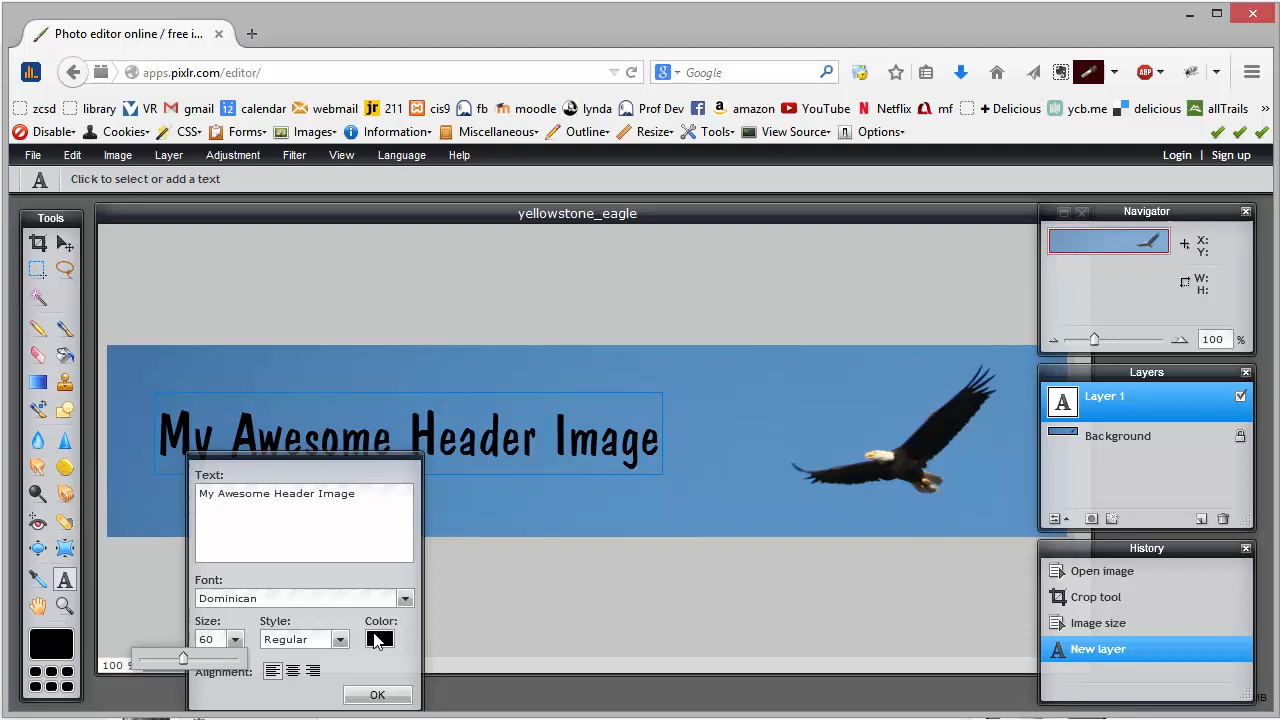 Photo editor online / free i...
apps.pixlr.com/editor/
Google
ABP
zcsd library VR gmail calendar webmail 211 cis9 fb moodle lynda Prof Dev amazon YouTube Netflix mf + Delicious ycb.me delicious allTrails
Disable Cookies CSS Forms Images Information Miscellaneous Outline Resize Tools View Source Options
File Edit Image Layer Adjustment Filter View Language Help Login Sign up
A Click to select or add a text
Tools
yellowstone_eagle
Navigator
X:
Y:
W:
H:
100 %
Layers
A Layer 1
Background
History
Open image
Crop tool
Image size
A New layer
My Awesome Header Image
Text:
My Awesome Header Image
Font:
Dominican
Size: Style: Color:
60 Regular
Alignment:
OK
100 %
A